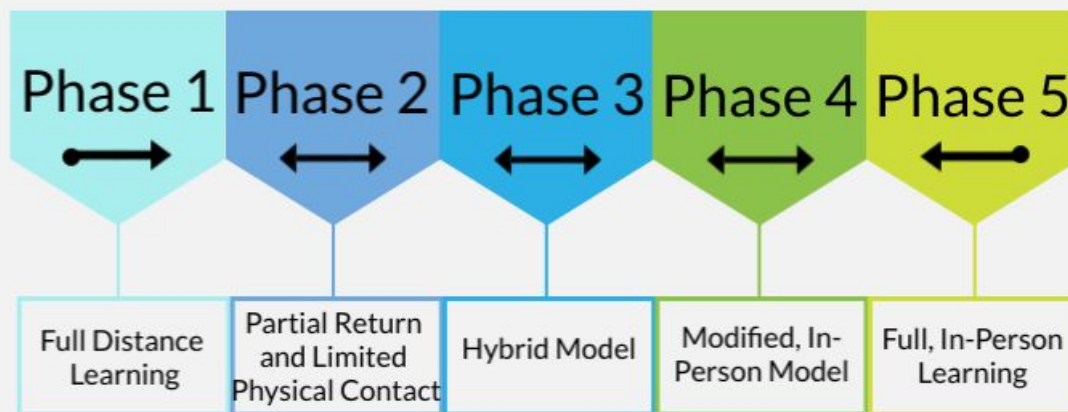 Phase 1
Phase 2
Phase 3
Phase 4
Phase 5
Full Distance
Learning
Partial Return
and Limited
Physical Contact
Hybrid Model
Modified, In-
Person Model
Full, In-Person
Learning